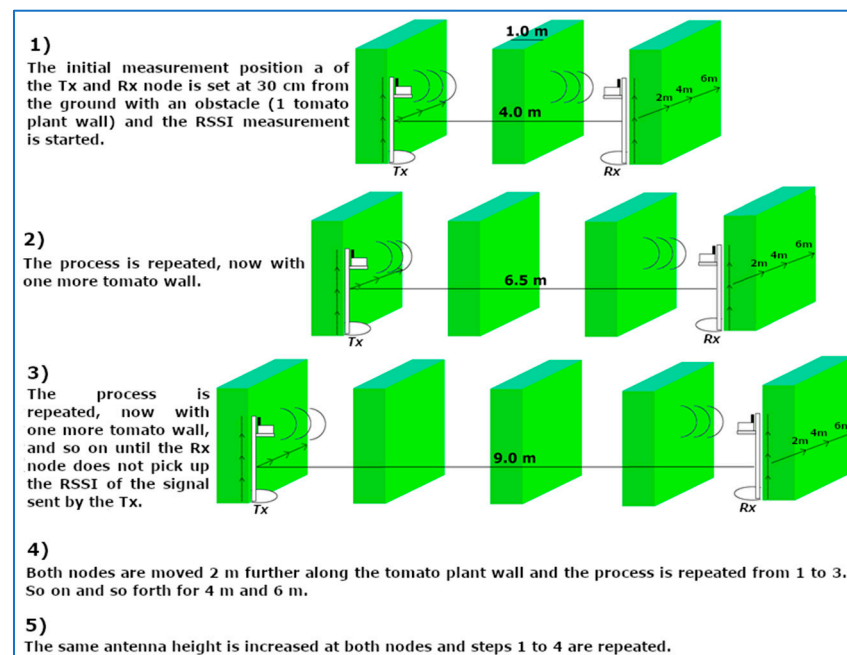 1)
The initial measurement position a of
the Tx and Rx node is set at 30 cm from
the ground with an obstacle (1 tomato
plant wall) and the RSSI measurement
is started.
1.0 m
4.0 m
2m
4m
6m
Tx
Rx
2)
The process is repeated, now with
one more tomato wall.
6.5 m
2m
4m
6m
Tx
Rx
3)
The process is
repeated, now with
one more tomato wall,
and so on until the Rx
node does not pick up
the RSSI of the signal
sent by the Tx.
9.0 m
2m
4m
6m
Tx
Rx
4)
Both nodes are moved 2 m further along the tomato plant wall and the process is repeated from 1 to 3.
So on and so forth for 4 m and 6 m.
5)
The same antenna height is increased at both nodes and steps 1 to 4 are repeated.